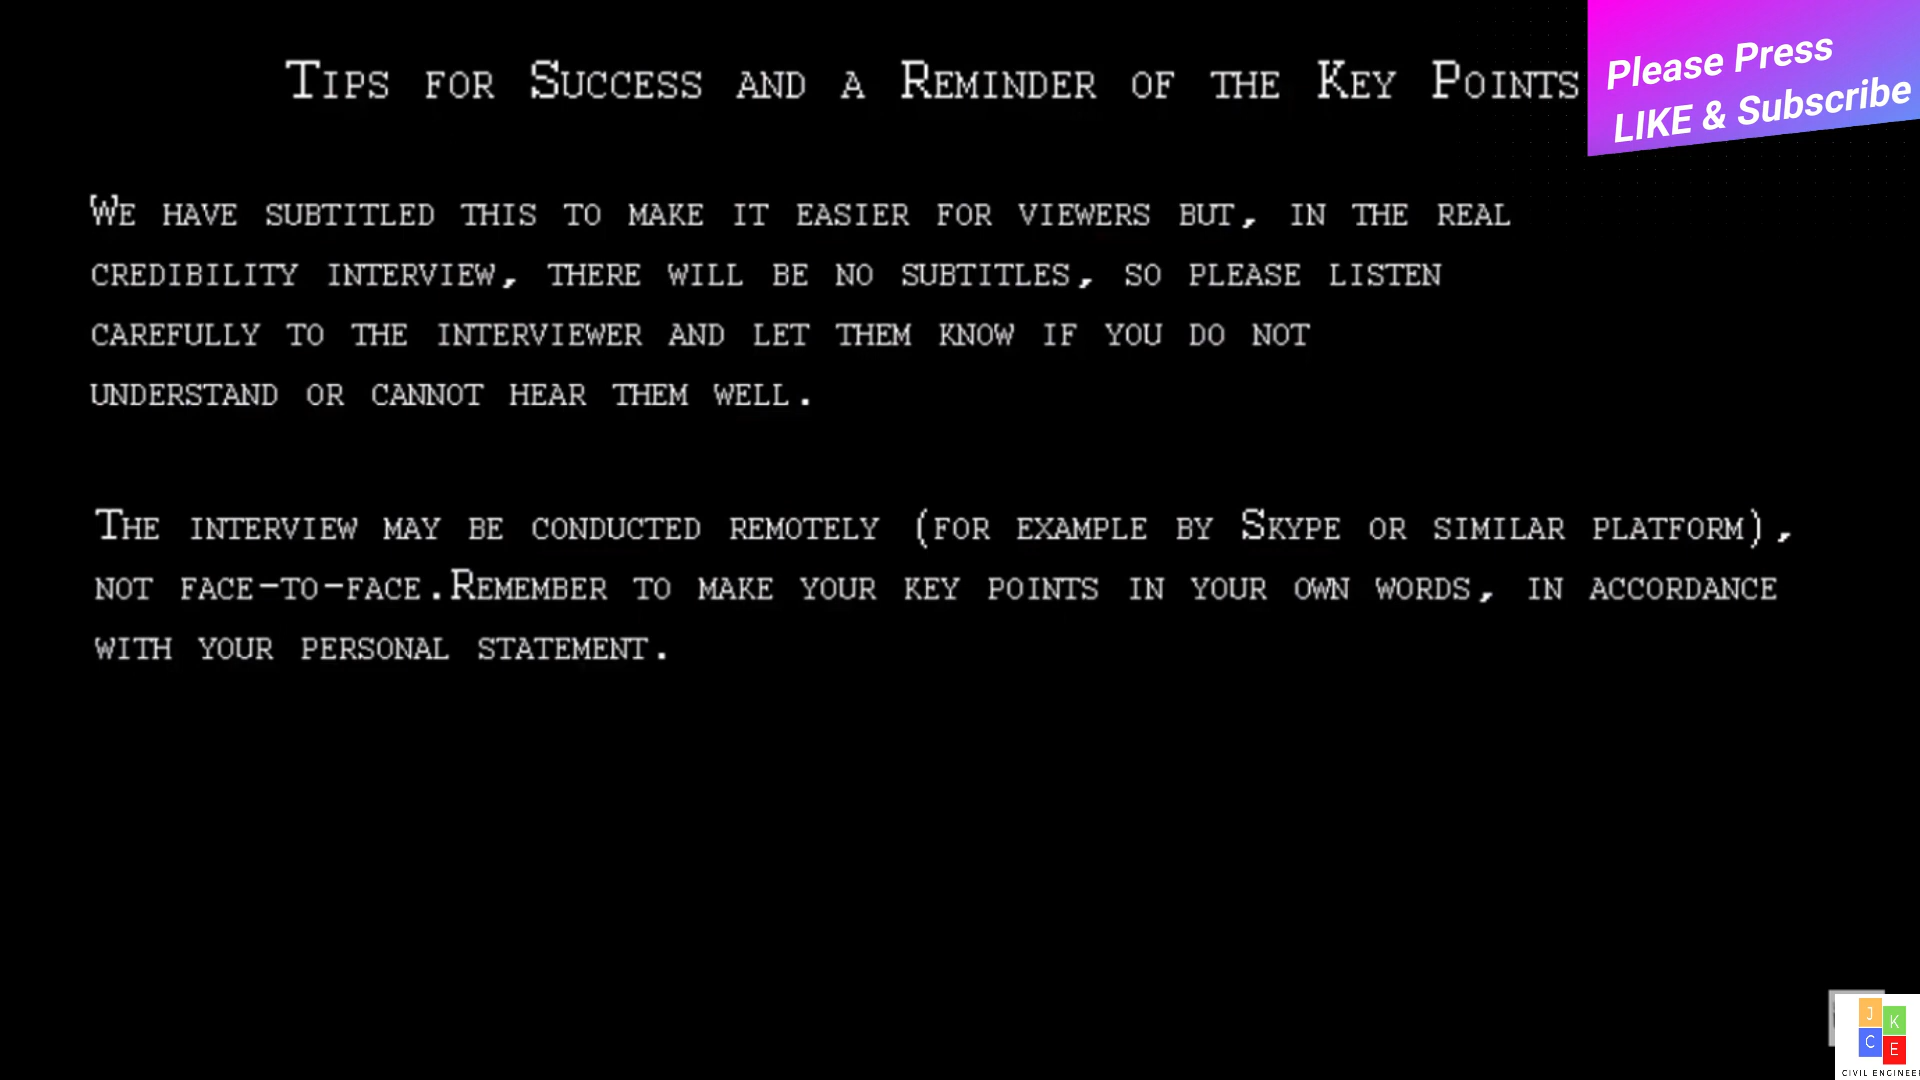 Tips for Success and a Reminder of the Key Points
Please Press
LIKE & Subscribe
We have subtitled this to make it easier for viewers but, in the real
credibility interview, there will be no subtitles, so please listen
carefully to the interviewer and let them know if you do not
understand or cannot hear them well.
The interview may be conducted remotely (for example by Skype or similar platform),
not face-to-face.Remember to make your key points in your own words, in accordance
with your personal statement.
J
K
C
E
CIVIL ENGINEE